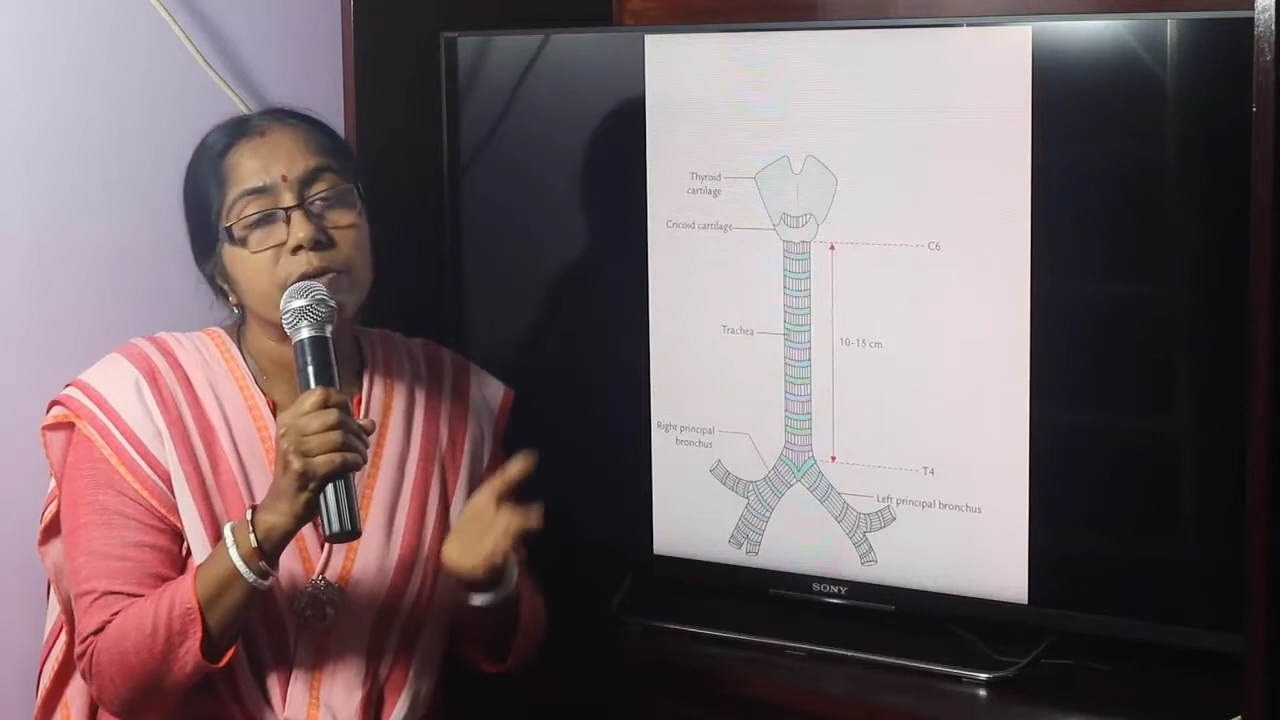 Thyroid
cartilage
Cricoid cartilage
C6
Trachea
10–15 cm
Right principal
bronchus
T4
Left principal bronchus
SONY